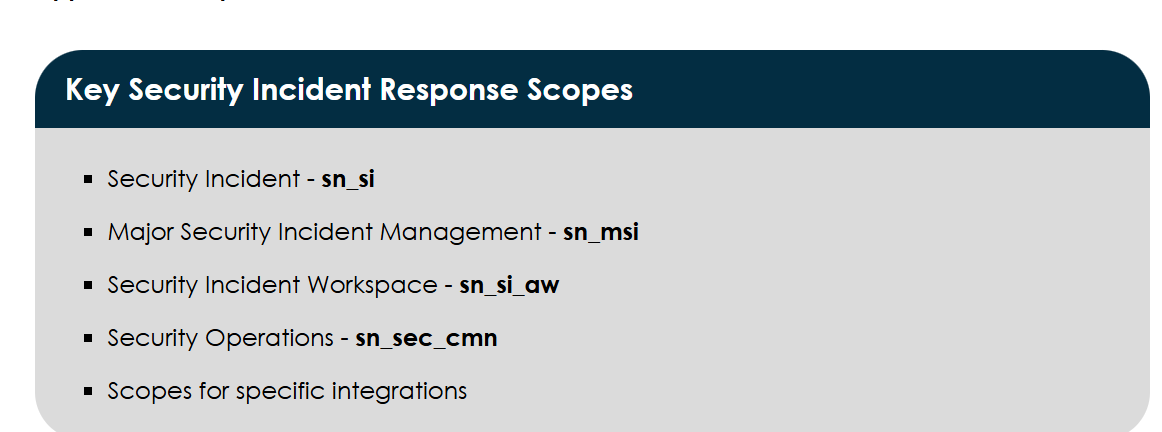 Key Security Incident Response Scopes
▪ Security Incident - sn_si
▪ Major Security Incident Management - sn_msi
▪ Security Incident Workspace - sn_si_aw
▪ Security Operations - sn_sec_cmn
▪ Scopes for specific integrations